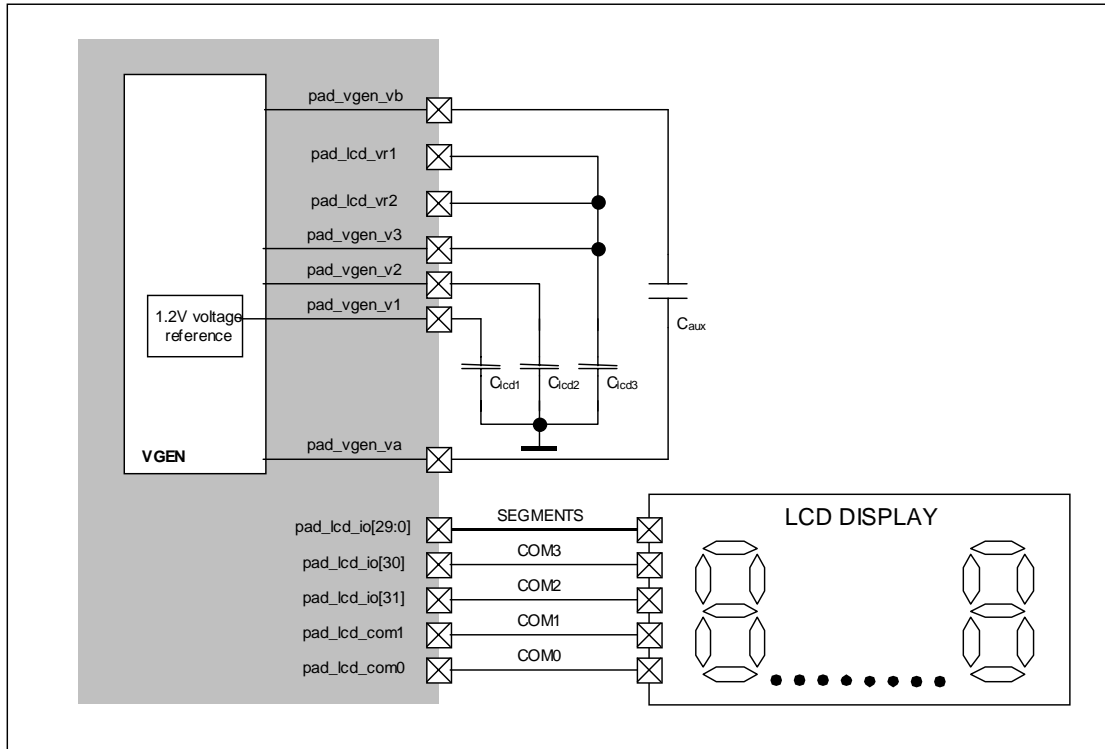 pad_vgen_vb
pad_lcd_vr1
pad_lcd_vr2
pad_vgen_v3
pad_vgen_v2
pad_vgen_v1
1.2V voltage
reference
Caux
Clcd1
Clcd2
Clcd3
pad_vgen_va
VGEN
pad_lcd_io[29:0]
SEGMENTS
LCD DISPLAY
pad_lcd_io[30]
COM3
pad_lcd_io[31]
COM2
pad_lcd_com1
COM1
pad_lcd_com0
COM0